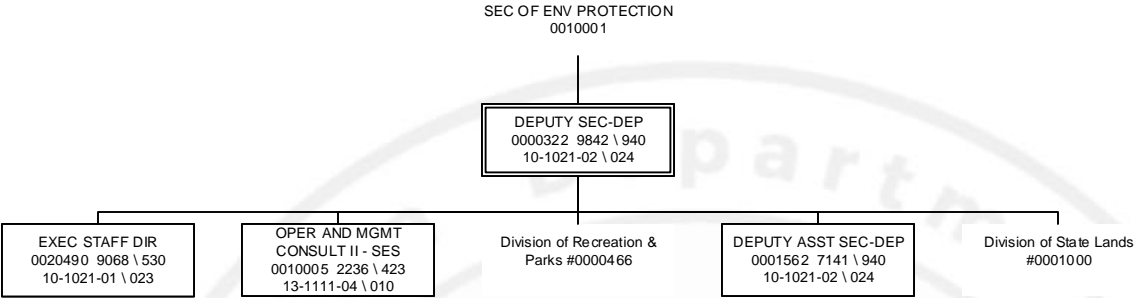 SEC OF ENV PROTECTION
0010001
DEPUTY SEC-DEP
0000322 9842 \ 940
10-1021-02 \ 024
EXEC STAFF DIR
0020490 9068 \ 530
10-1021-01 \ 023
OPER AND MGMT
CONSULT II - SES
0010005 2236 \ 423
13-1111-04 \ 010
Division of Recreation &
Parks #0000466
DEPUTY ASST SEC-DEP
0001562 7141 \ 940
10-1021-02 \ 024
Division of State Lands
#0001000
Departm